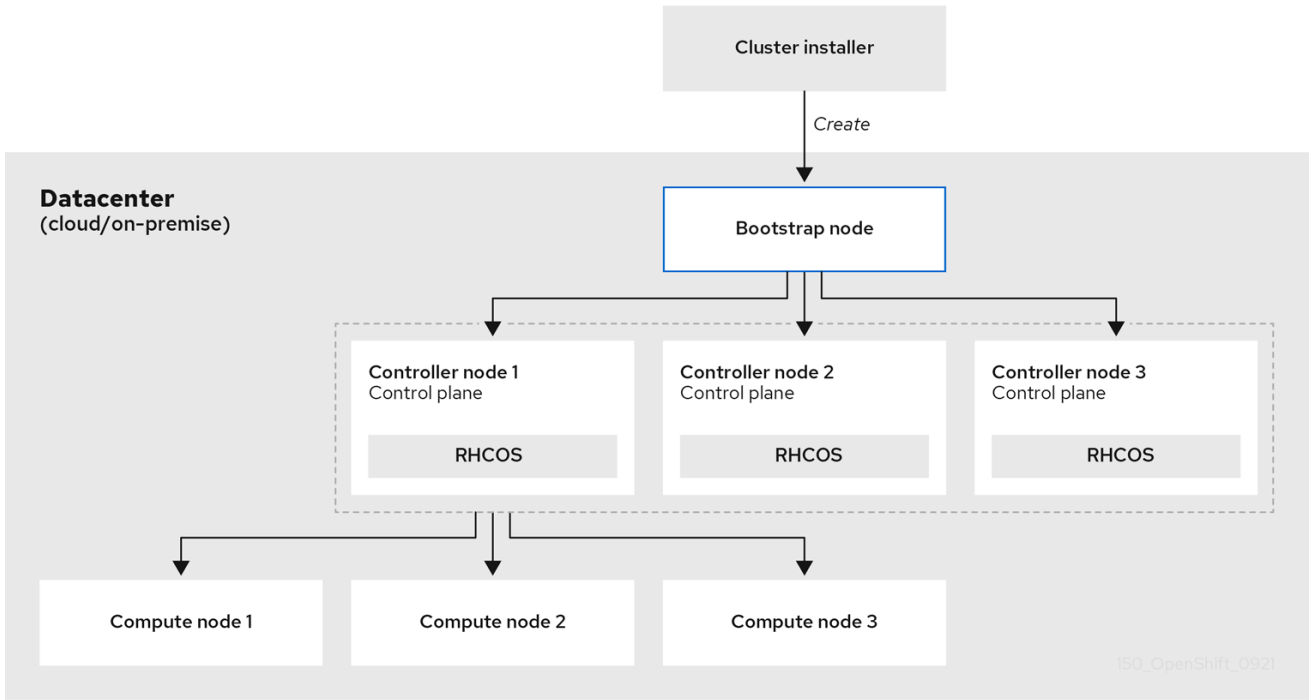 Cluster installer
Create
Datacenter
(cloud/on-premise)
Bootstrap node
Controller node 1
Control plane
RHCOS
Controller node 2
Control plane
RHCOS
Controller node 3
Control plane
RHCOS
Compute node 1
Compute node 2
Compute node 3
150_OpenShift_0921